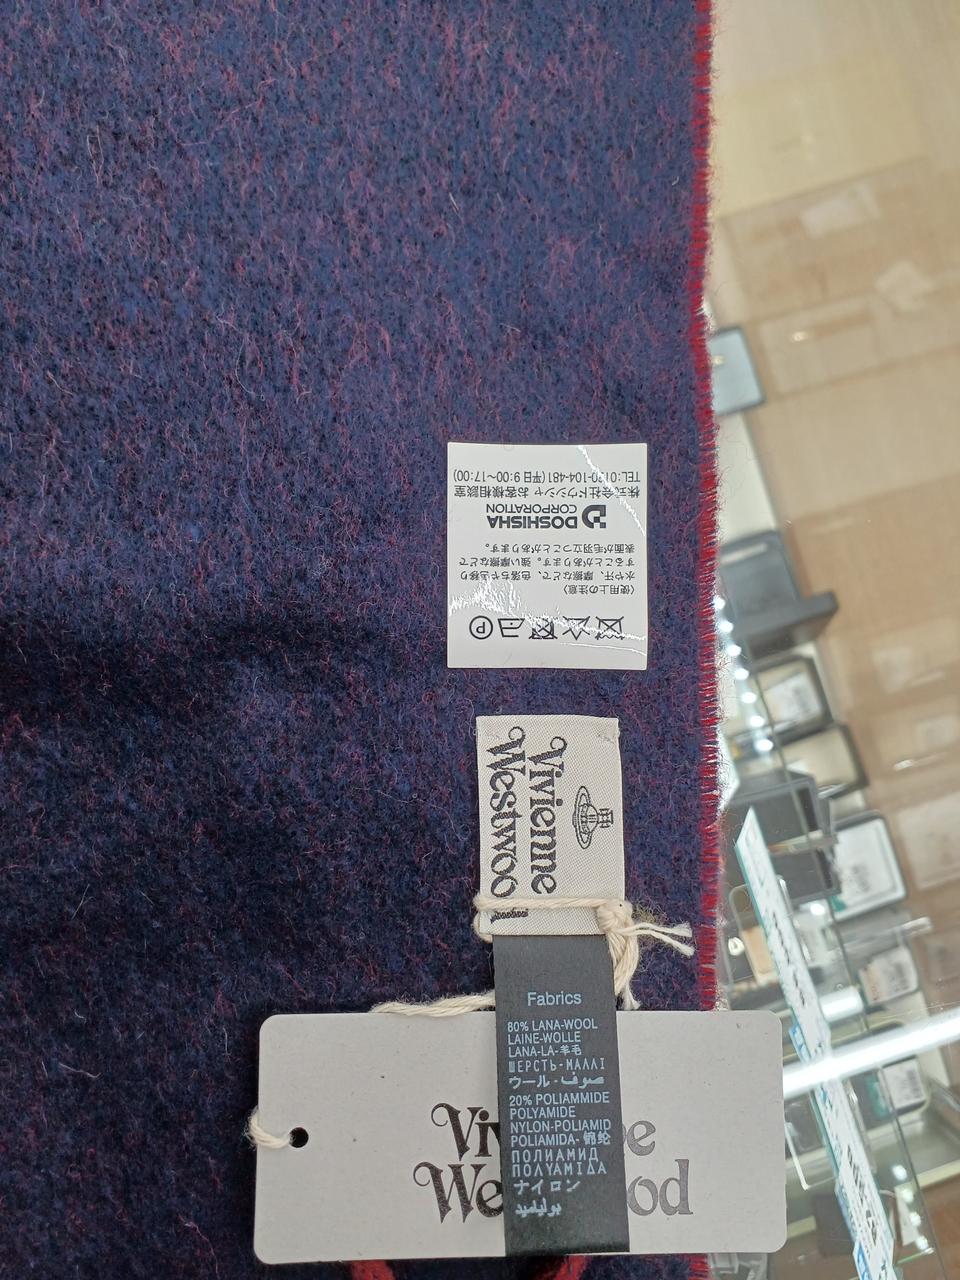 〈使用上の注意〉
水や汗、摩擦などで、色落ちや色移り
することがあります。強い摩擦などで
表面が毛羽立つことがあります。
DOSHISHA
CORPORATION
株式会社ドウシシャ お客様相談室
TEL:0120-104-481(平日9:00~17:00)
Vivienne
Westwood
Fabrics
80% LANA-WOOL
LAINE-WOLLE
LANA-LA-羊毛
ШЕРСТЬ-ΜΑΛΛΙ
ウール - صوف
20% POLIAMMIDE
POLYAMIDE
NYLON-POLIAMID
POLIAMIDA-锦纶
ПОЛИАМИД
ΠΟΛΥΑΜΙΔΑ
ナイロン
بوليأميد